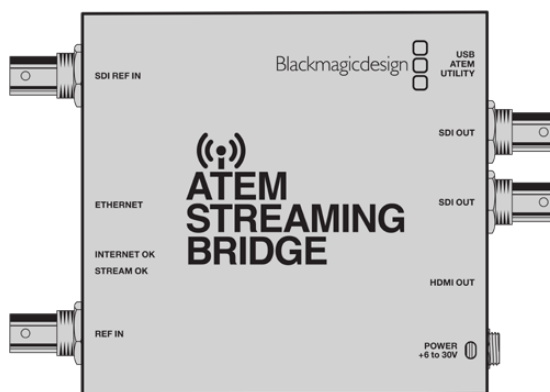 SDI REF IN
Blackmagicdesign
USB
ATEM
UTILITY
SDI OUT
ATEM
STREAMING
BRIDGE
ETHERNET
SDI OUT
INTERNET OK
STREAM OK
HDMI OUT
REF IN
POWER
+6 to 30V